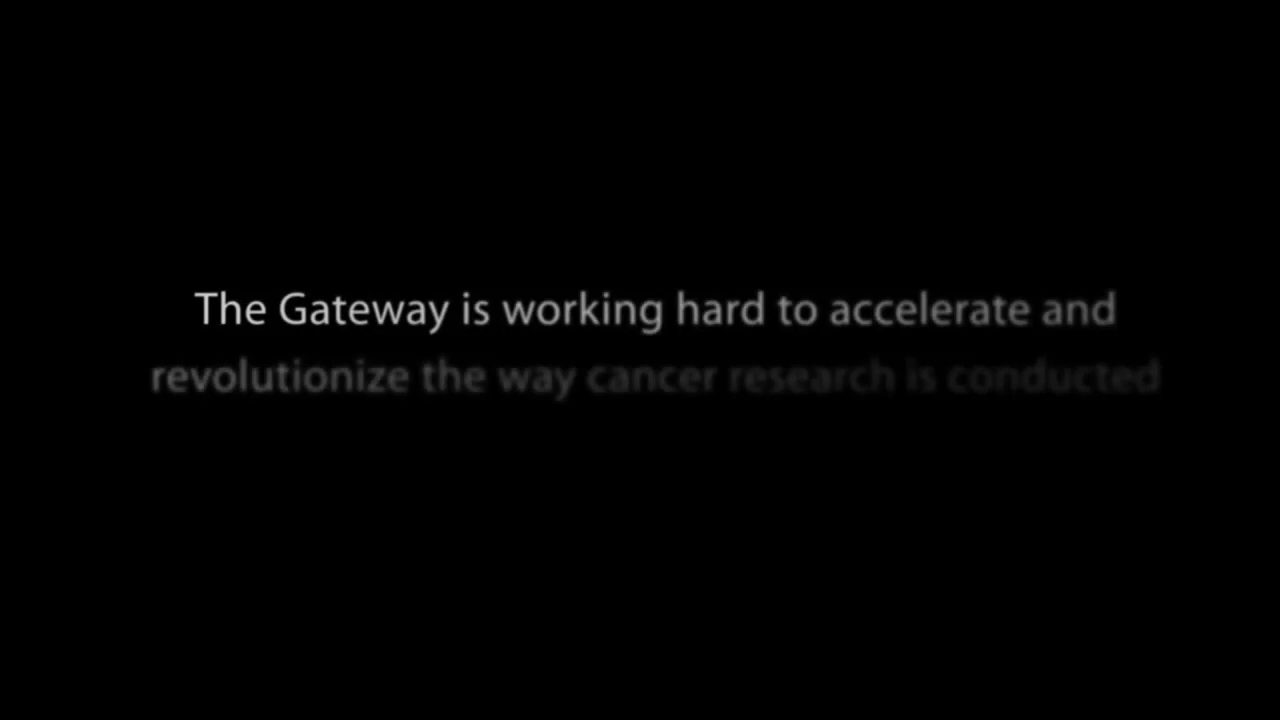 The Gateway is working hard to accelerate and
revolutionize the way cancer research is conducted